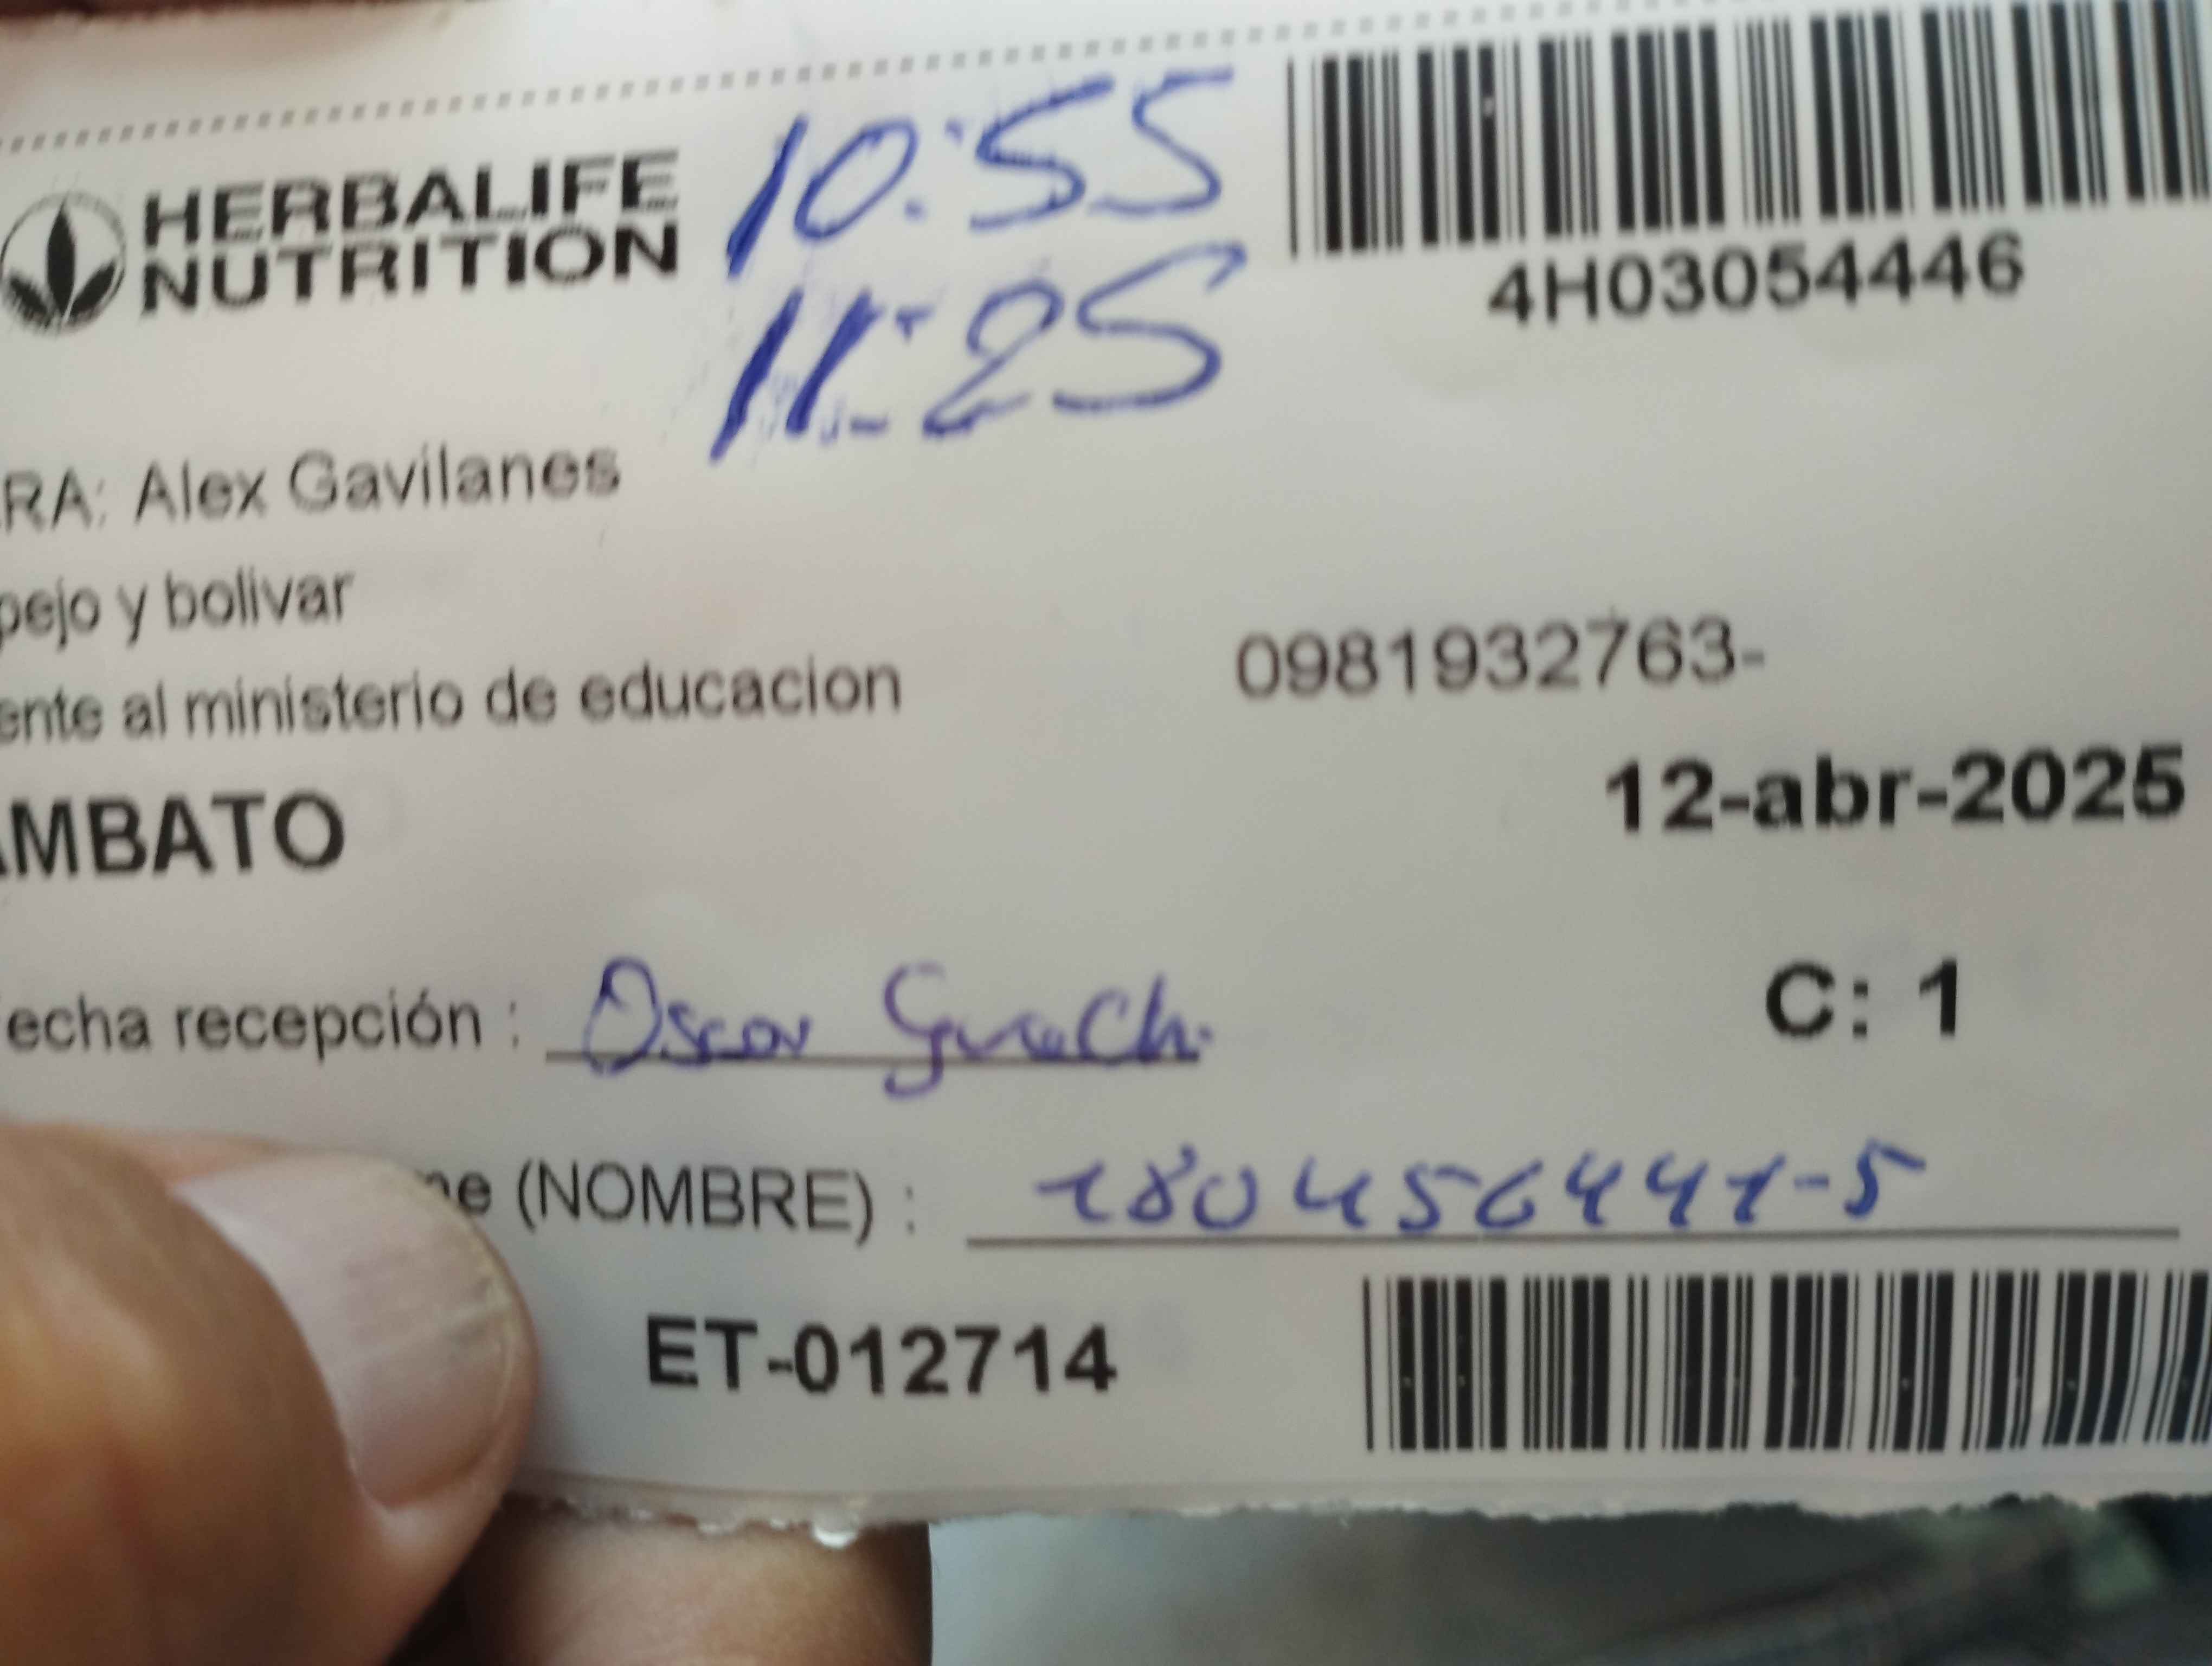 HERBALIFE
NUTRITION
10:55
11:25
4H03054446
RA: Alex Gavilanes
pejo y bolivar
ente al ministerio de educacion
0981932763-
MBATO
12-abr-2025
echa recepción : Oscar
C: 1
(NOMBRE) : 180456441-5
ET-012714